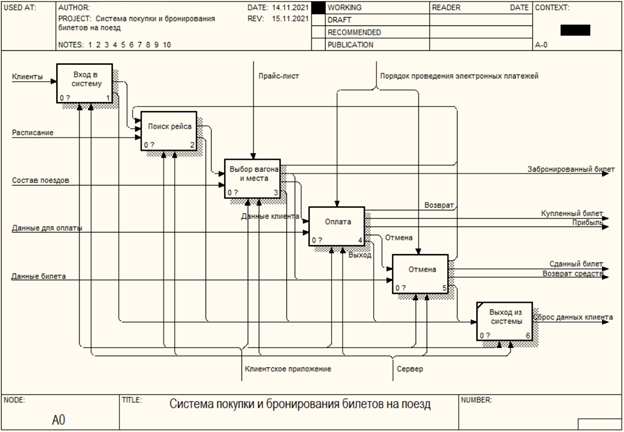 USED AT:
AUTHOR:
DATE: 14.11.2021
WORKING
READER
DATE
CONTEXT:
PROJECT: Система покупки и бронирования
билетов на поезд
REV: 15.11.2021
DRAFT
RECOMMENDED
NOTES: 1 2 3 4 5 6 7 8 9 10
PUBLICATION
A-0
Клиенты
Вход в
систему
0 ?
1
Прайс-лист
Порядок проведения электронных платежей
Расписание
Поиск рейса
0 ?
2
Состав поездов
Выбор вагона
и места
0 ?
3
Забронированный билет
Данные клиента
Возврат
Данные для оплаты
Оплата
0 ?
4
Купленный билет
Прибыль
Отмена
Выход
Данные билета
Отмена
0 ?
5
Сданный билет
Возврат средств
Выход из
системы
0 ?
6
Сброс данных клиента
Клиентское приложение
Сервер
NODE:
TITLE:
NUMBER:
A0
Система покупки и бронирования билетов на поезд